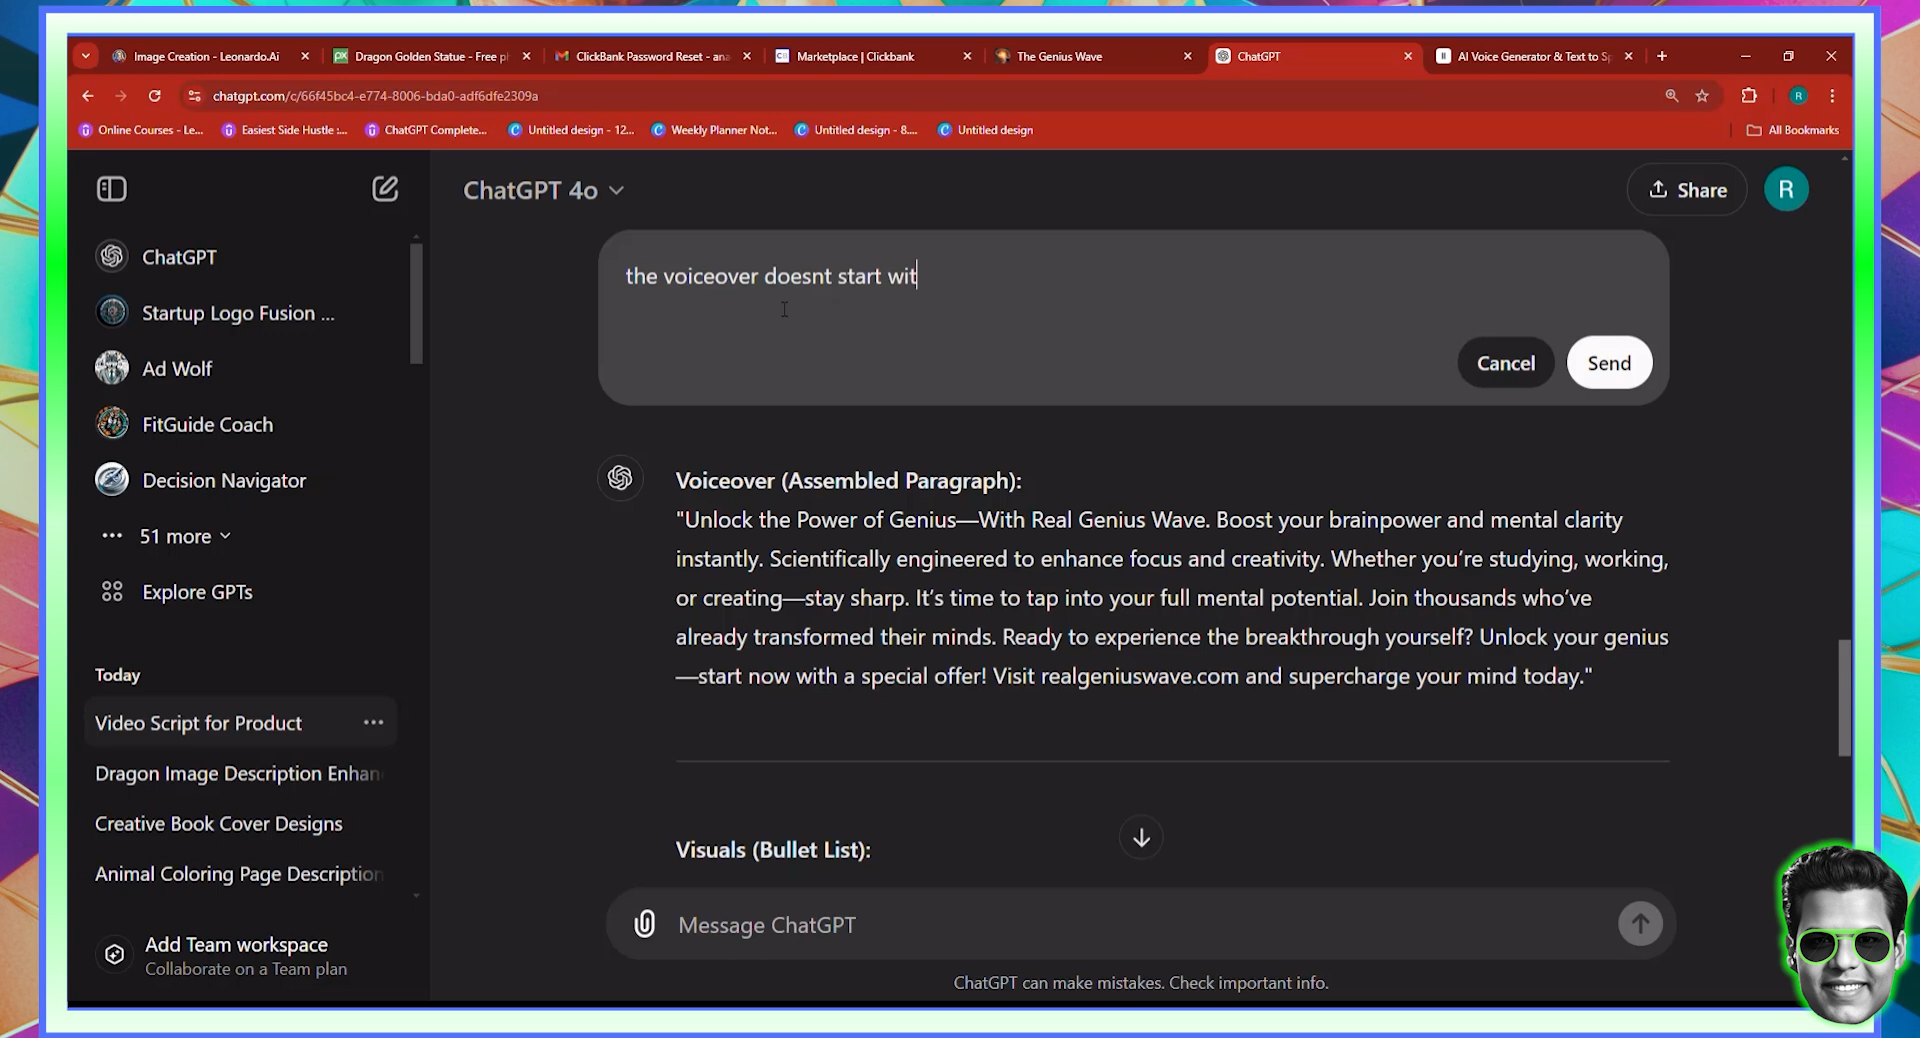 Image Creation - Leonardo.Ai
Dragon Golden Statue - Free ph
ClickBank Password Reset - ana
Marketplace | Clickbank
The Genius Wave
ChatGPT
AI Voice Generator & Text to Sp
chatgpt.com/c/66f45bc4-e774-8006-bda0-adf6dfe2309a
R
Online Courses - Le...
Easiest Side Hustle :...
ChatGPT Complete...
Untitled design - 12...
Weekly Planner Not...
Untitled design - 8....
Untitled design
All Bookmarks
ChatGPT 4o
Share
R
ChatGPT
Startup Logo Fusion ...
Ad Wolf
FitGuide Coach
Decision Navigator
51 more
Explore GPTs
Today
Video Script for Product
Dragon Image Description Enhan
Creative Book Cover Designs
Animal Coloring Page Description
Add Team workspace
Collaborate on a Team plan
the voiceover doesnt start wit
Cancel
Send
Voiceover (Assembled Paragraph):
"Unlock the Power of Genius—With Real Genius Wave. Boost your brainpower and mental clarity
instantly. Scientifically engineered to enhance focus and creativity. Whether you’re studying, working,
or creating—stay sharp. It’s time to tap into your full mental potential. Join thousands who’ve
already transformed their minds. Ready to experience the breakthrough yourself? Unlock your genius
—start now with a special offer! Visit realgeniuswave.com and supercharge your mind today."
Visuals (Bullet List):
Message ChatGPT
ChatGPT can make mistakes. Check important info.